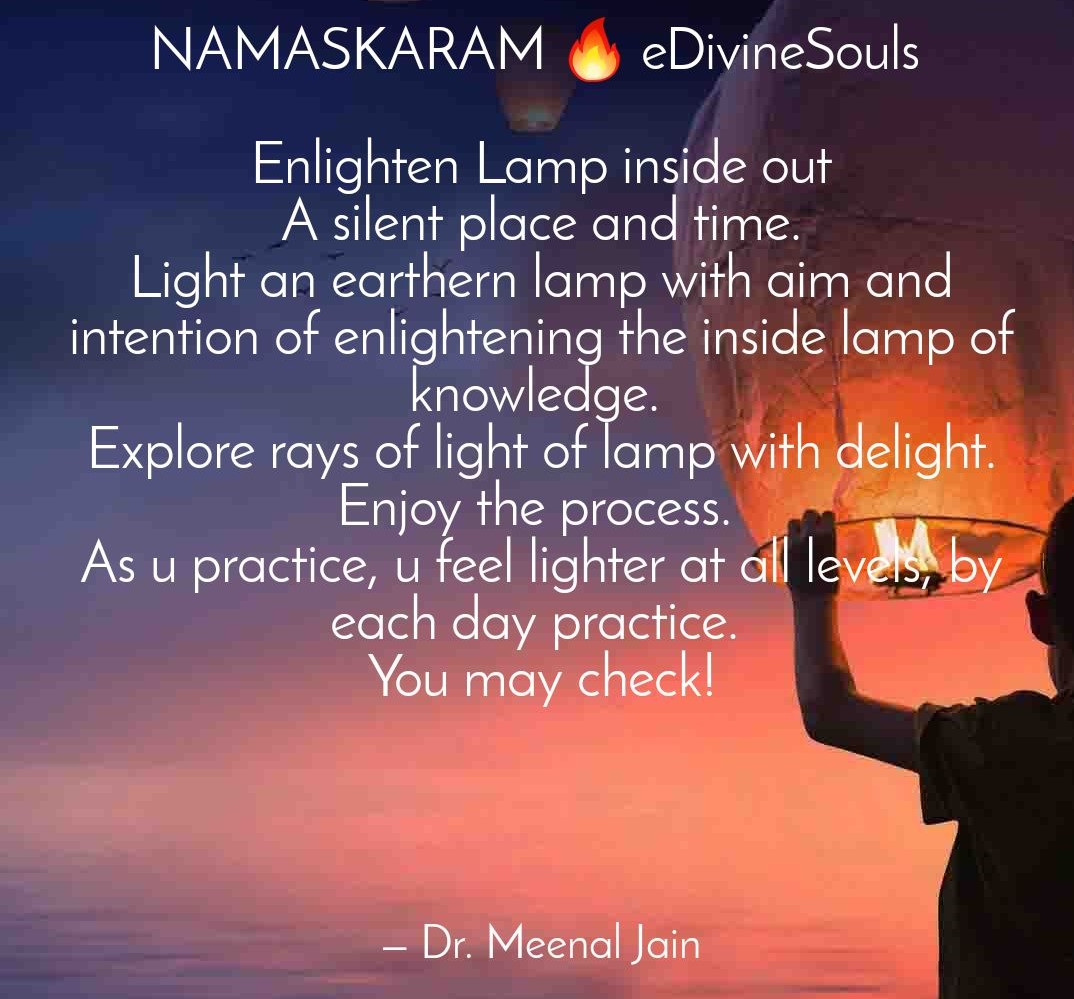 NAMASKARAM 🔥 eDivineSouls
Enlighten Lamp inside out
A silent place and time.
Light an earthern lamp with aim and
intention of enlightening the inside lamp of
knowledge.
Explore rays of light of lamp with delight.
Enjoy the process.
As u practice, u feel lighter at all levels, by
each day practice.
You may check!
– Dr. Meenal Jain